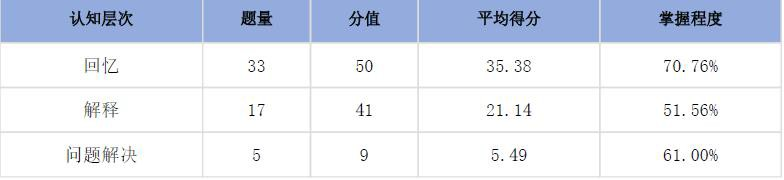 认知层次 题量 分值 平均得分 掌握程度
回忆 33 50 35.38 70.76%
解释 17 41 21.14 51.56%
问题解决 5 9 5.49 61.00%